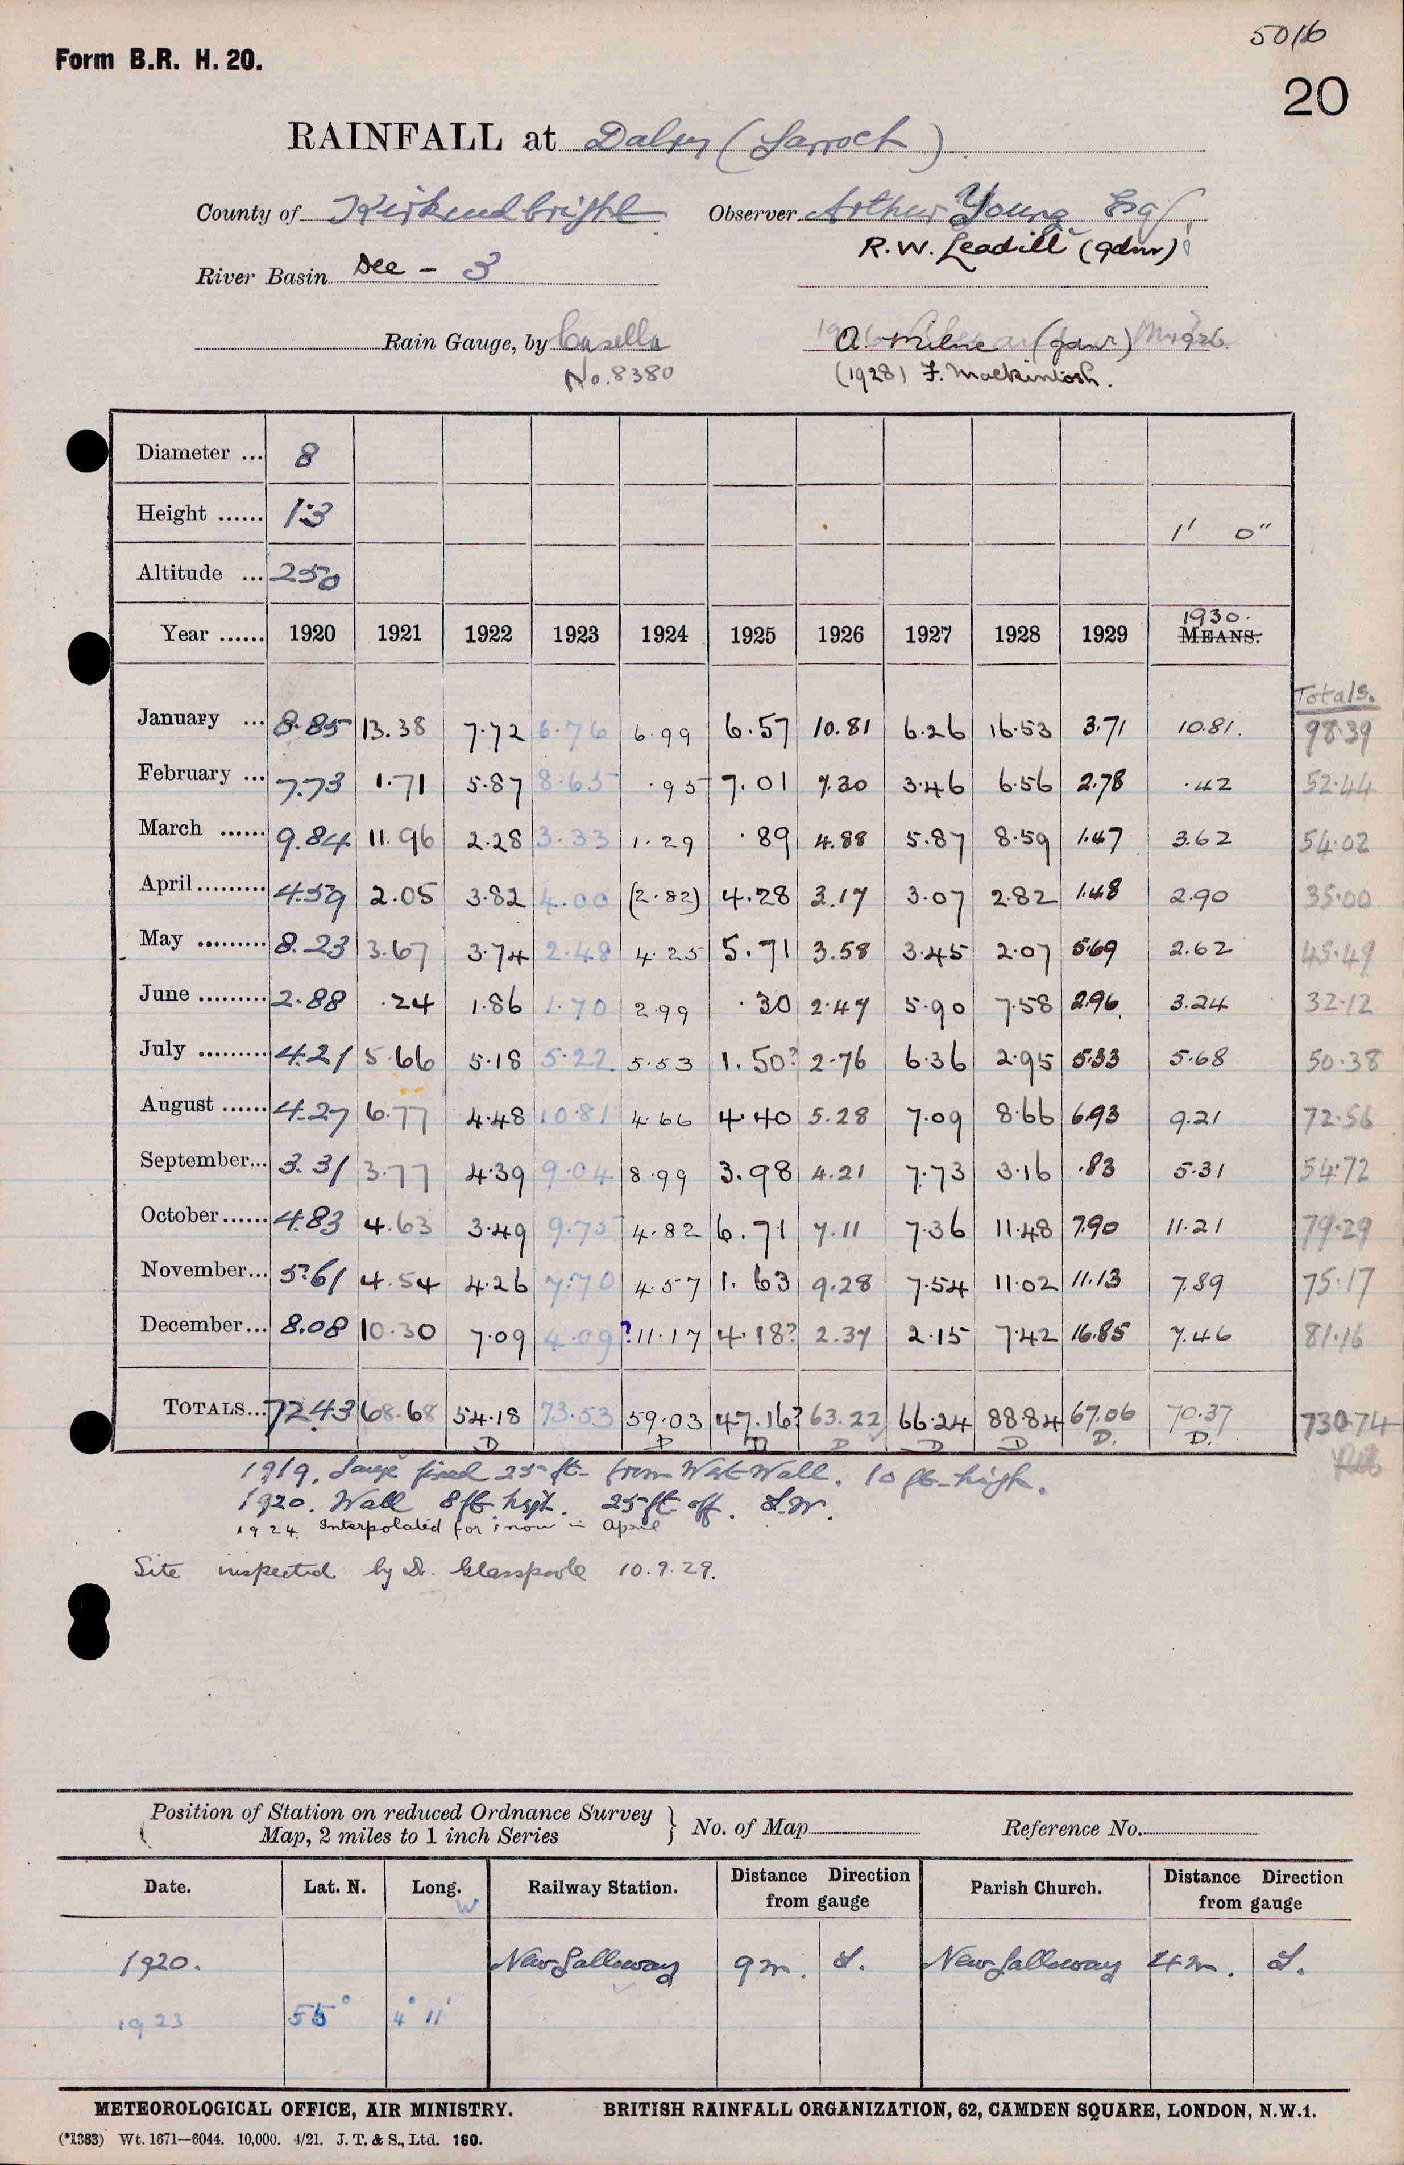 5016
Form B.R. H. 20.
20
RAINFALL at Dalry (Garroch)
County of Kirkcudbright Observer Arthur Young Esq
R.W. Leadill (gdnr)
River Basin Dee - 3
Rain Gauge, by Casella A. Milne (gdnr)
No. 8380 (1928) F. Mackintosh.
Diameter ... 8
Height ...... 1·3 1' 0"
Altitude ... 250
1930.
Year ...... 1920 1921 1922 1923 1924 1925 1926 1927 1928 1929 MEANS.
Totals.
January ... 8.85 13.38 7.72 6.76 6.99 6.57 10.81 6.26 16.53 3.71 10.81. 98.39
February ... 7.73 1.71 5.87 8.65 .95 7.01 7.30 3.46 6.56 2.78 .42 52.44
March ...... 9.84 11.96 2.28 3.33 1.29 .89 4.88 5.87 8.59 1.47 3.62 54.02
April ......... 4.59 2.05 3.82 4.00 (2.82) 4.28 3.17 3.07 2.82 1.48 2.90 35.00
May ......... 8.23 3.67 3.74 2.48 4.25 5.71 3.58 3.45 2.07 5.69 2.62 45.49
June ......... 2.88 .24 1.86 1.70 2.99 .30 2.47 5.90 7.58 2.96 3.24 32.12
July ......... 4.21 5.66 5.18 5.22 5.53 1.50? 2.76 6.36 2.95 5.33 5.68 50.38
August ...... 4.27 6.77 4.48 10.81 4.66 4.40 5.28 7.09 8.66 6.93 9.21 72.56
September... 3.31 3.77 4.39 9.04 8.99 3.98 4.21 7.73 3.16 .83 5.31 54.72
October...... 4.83 4.63 3.49 9.75 4.82 6.71 7.11 7.36 11.48 7.90 11.21 79.29
November... 5.61 4.54 4.26 7.70 4.57 1.63 9.28 7.54 11.02 11.13 7.89 75.17
December... 8.08 10.30 7.09 4.09 ?11.17 4.18? 2.37 2.15 7.42 16.85 7.46 81.16
TOTALS... 72.43 68.68 54.18 73.53 59.03 47.16? 63.22 66.24 88.84 67.06 70.37 730.74
D D D D D D D. D.
1919. Gauge fixed 25 ft. from West Wall. 10 ft. high.
1920. Wall 8 ft. high. 25 ft off. S.W.
1924 Interpolated for snow in April
Site inspected by Dr. Glasspoole 10.9.29.
Position of Station on reduced Ordnance Survey
Map, 2 miles to 1 inch Series } No. of Map Reference No.
Date. Lat. N. Long. W Railway Station. Distance Direction from gauge Parish Church. Distance Direction from gauge
1920. New Galloway 9 m. S. New Galloway 4 m. S.
1923 55° 4° 11'
METEOROLOGICAL OFFICE, AIR MINISTRY. BRITISH RAINFALL ORGANIZATION, 62, CAMDEN SQUARE, LONDON, N.W.1.
(*1383) Wt. 1671—6044. 10,000. 4/21. J. T. & S., Ltd. 160.